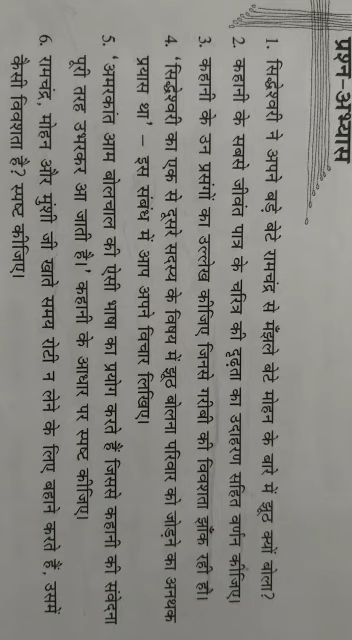 प्रश्न-अभ्यास
1. सिद्धेश्वरी ने अपने बड़े बेटे रामचंद्र से मँझले बेटे मोहन के बारे में झूठ क्यों बोला?
2. कहानी के सबसे जीवंत पात्र के चरित्र की दृढ़ता का उदाहरण सहित वर्णन कीजिए।
3. कहानी के उन प्रसंगों का उल्लेख कीजिए जिनसे गरीबी की विवशता झाँक रही हो।
4. ‘सिद्धेश्वरी का एक से दूसरे सदस्य के विषय में झूठ बोलना परिवार को जोड़ने का अनथक
प्रयास था’ – इस संबंध में आप अपने विचार लिखिए।
5. ‘अमरकांत आम बोलचाल की ऐसी भाषा का प्रयोग करते हैं जिससे कहानी की संवेदना
पूरी तरह उभरकर आ जाती है।’ कहानी के आधार पर स्पष्ट कीजिए।
6. रामचंद्र, मोहन और मुंशी जी खाते समय रोटी न लेने के लिए बहाने करते हैं, उसमें
कैसी विवशता है? स्पष्ट कीजिए।